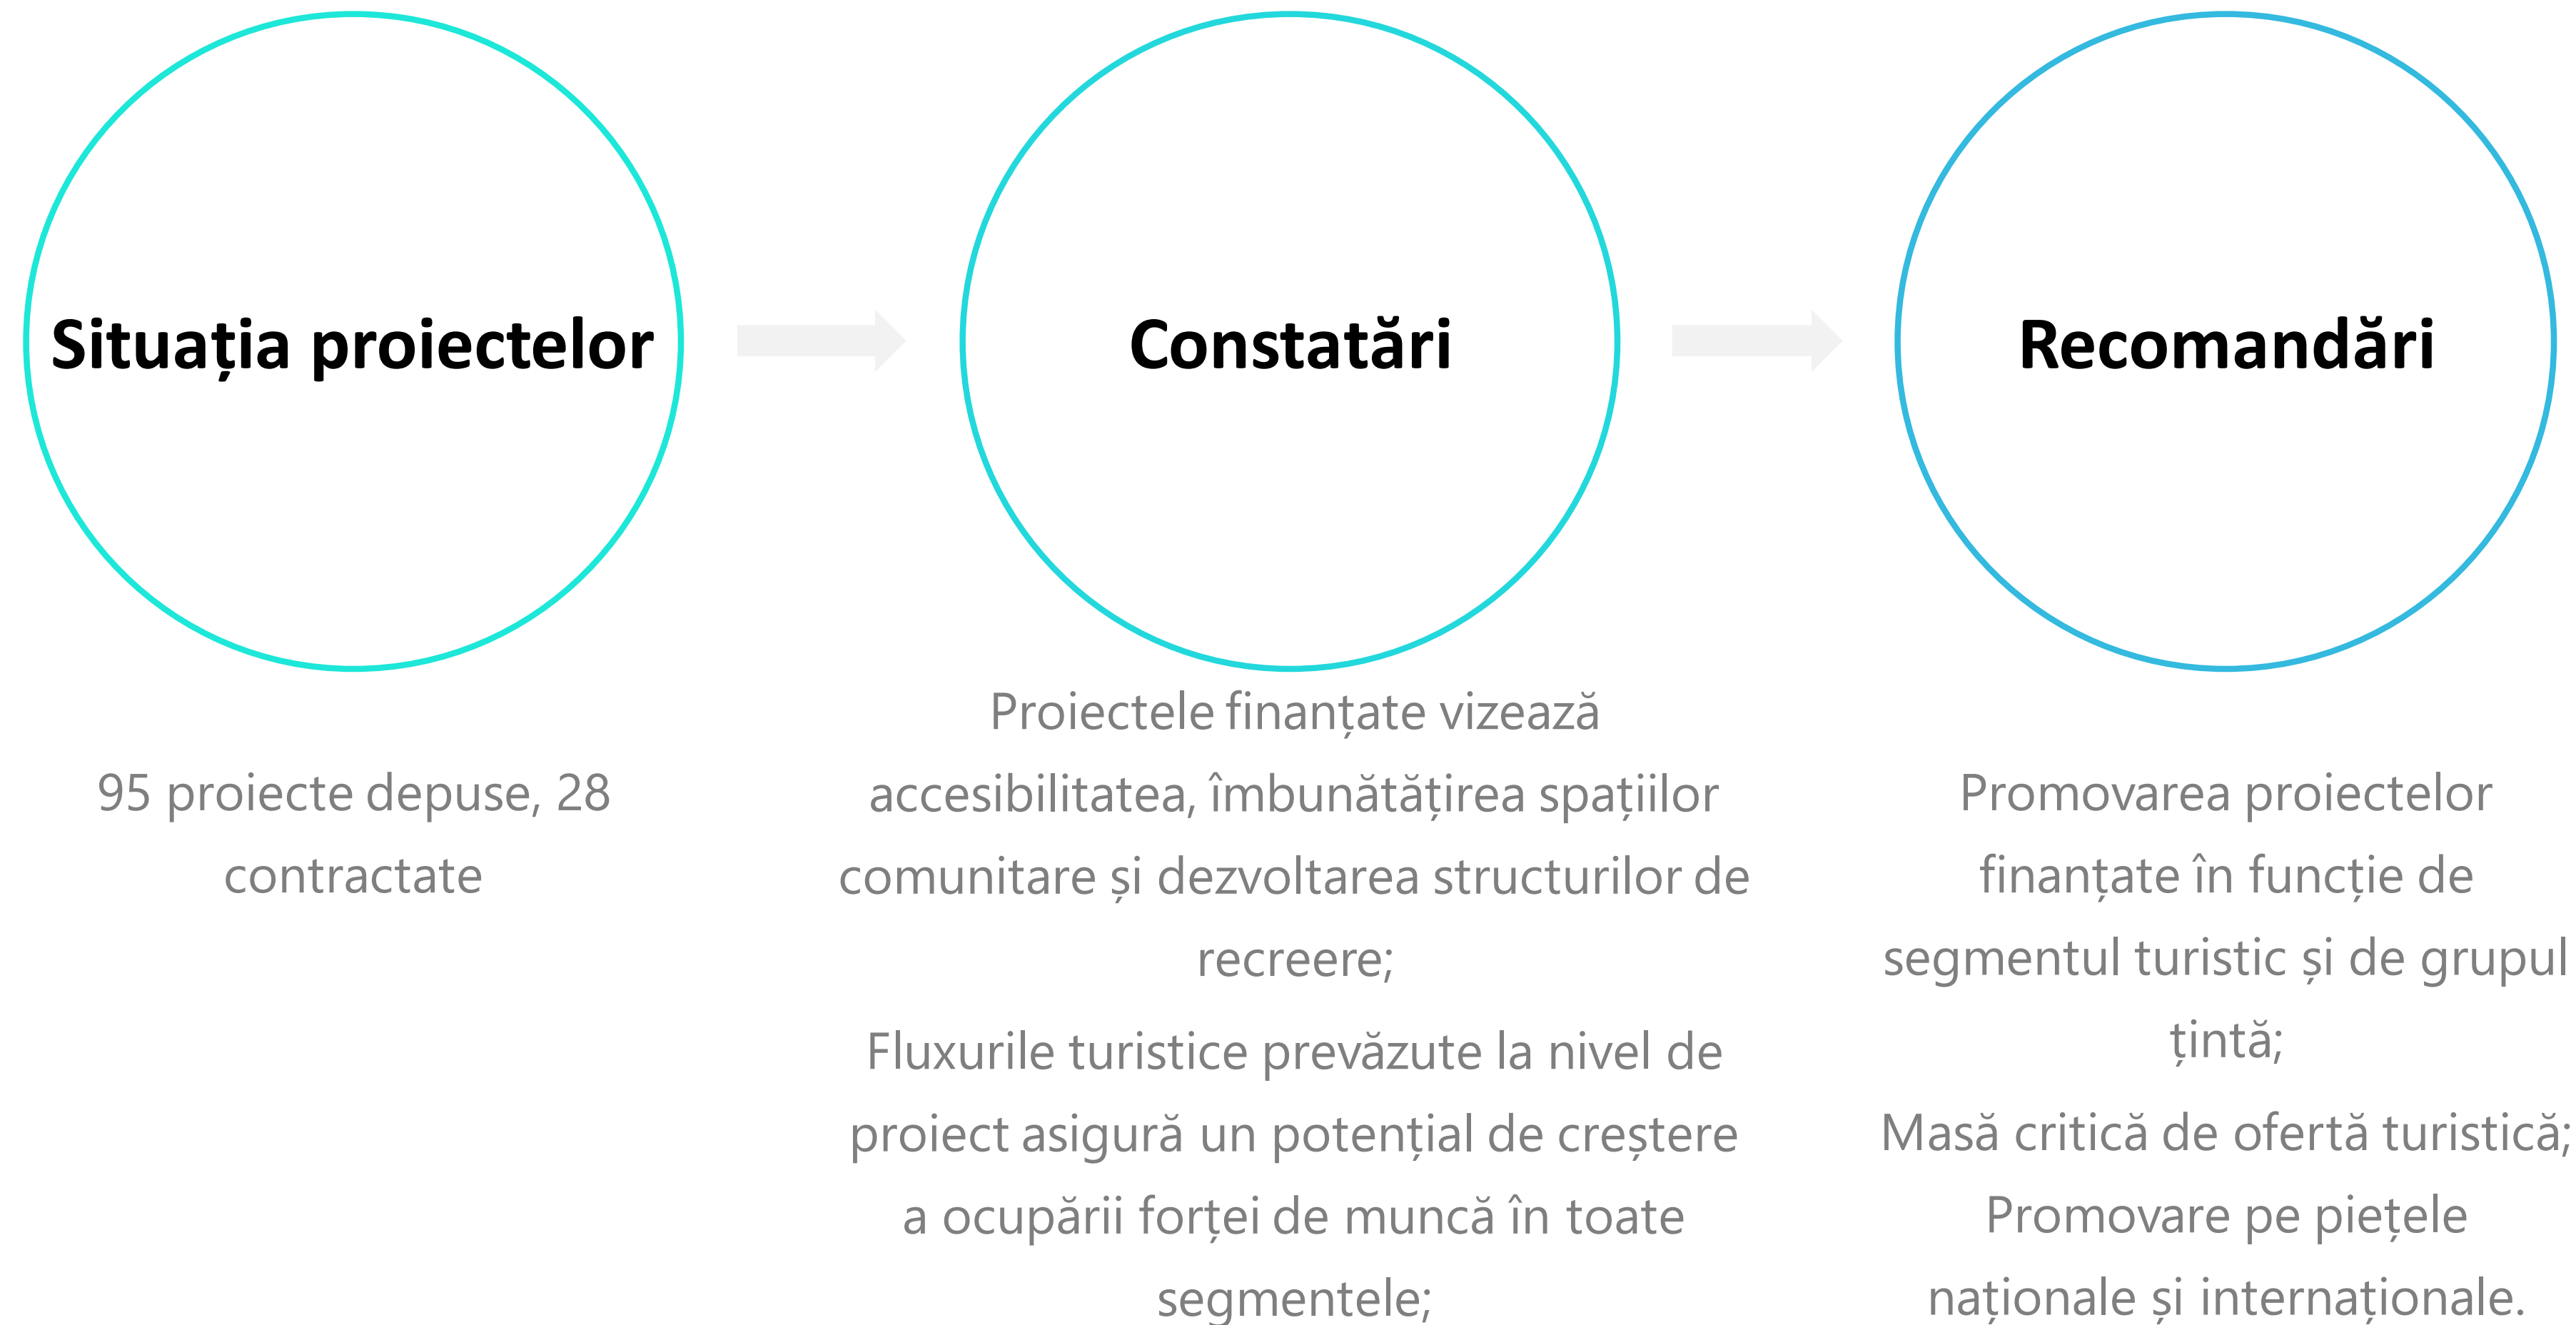 Situația proiectelor
95 proiecte depuse, 28
contractate
Constatări
Proiectele finanțate vizează
accesibilitatea, îmbunătățirea spațiilor
comunitare și dezvoltarea structurilor de
recreere;
Fluxurile turistice prevăzute la nivel de
proiect asigură un potențial de creștere
a ocupării forței de muncă în toate
segmentele;
Recomandări
Promovarea proiectelor
finanțate în funcție de
segmentul turistic și de grupul
țintă;
Masă critică de ofertă turistică;
Promovare pe piețele
naționale și internaționale.